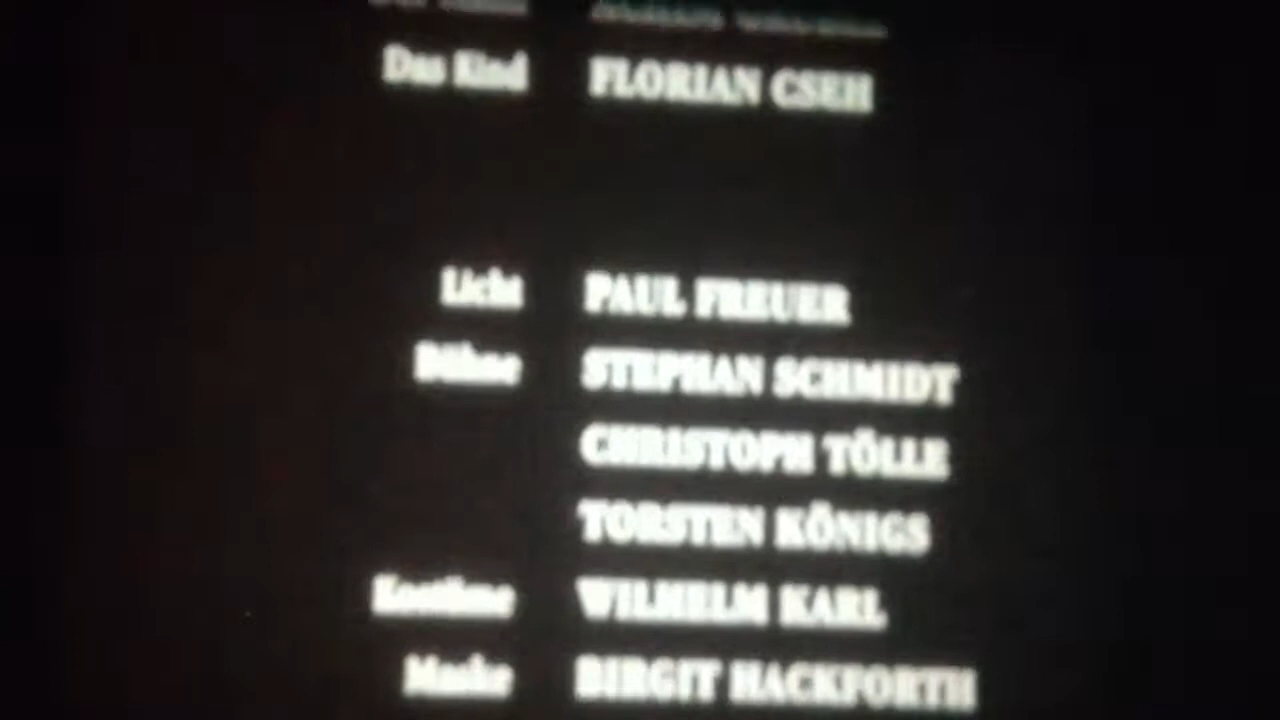 Das Kind FLORIAN CSEH
Licht PAUL FREUER
Bühne STEPHAN SCHMIDT
CHRISTOPH TÖLLE
TORSTEN KÖNIGS
Kostüme WILHELM KARL
Maske BIRGIT HACKFORTH